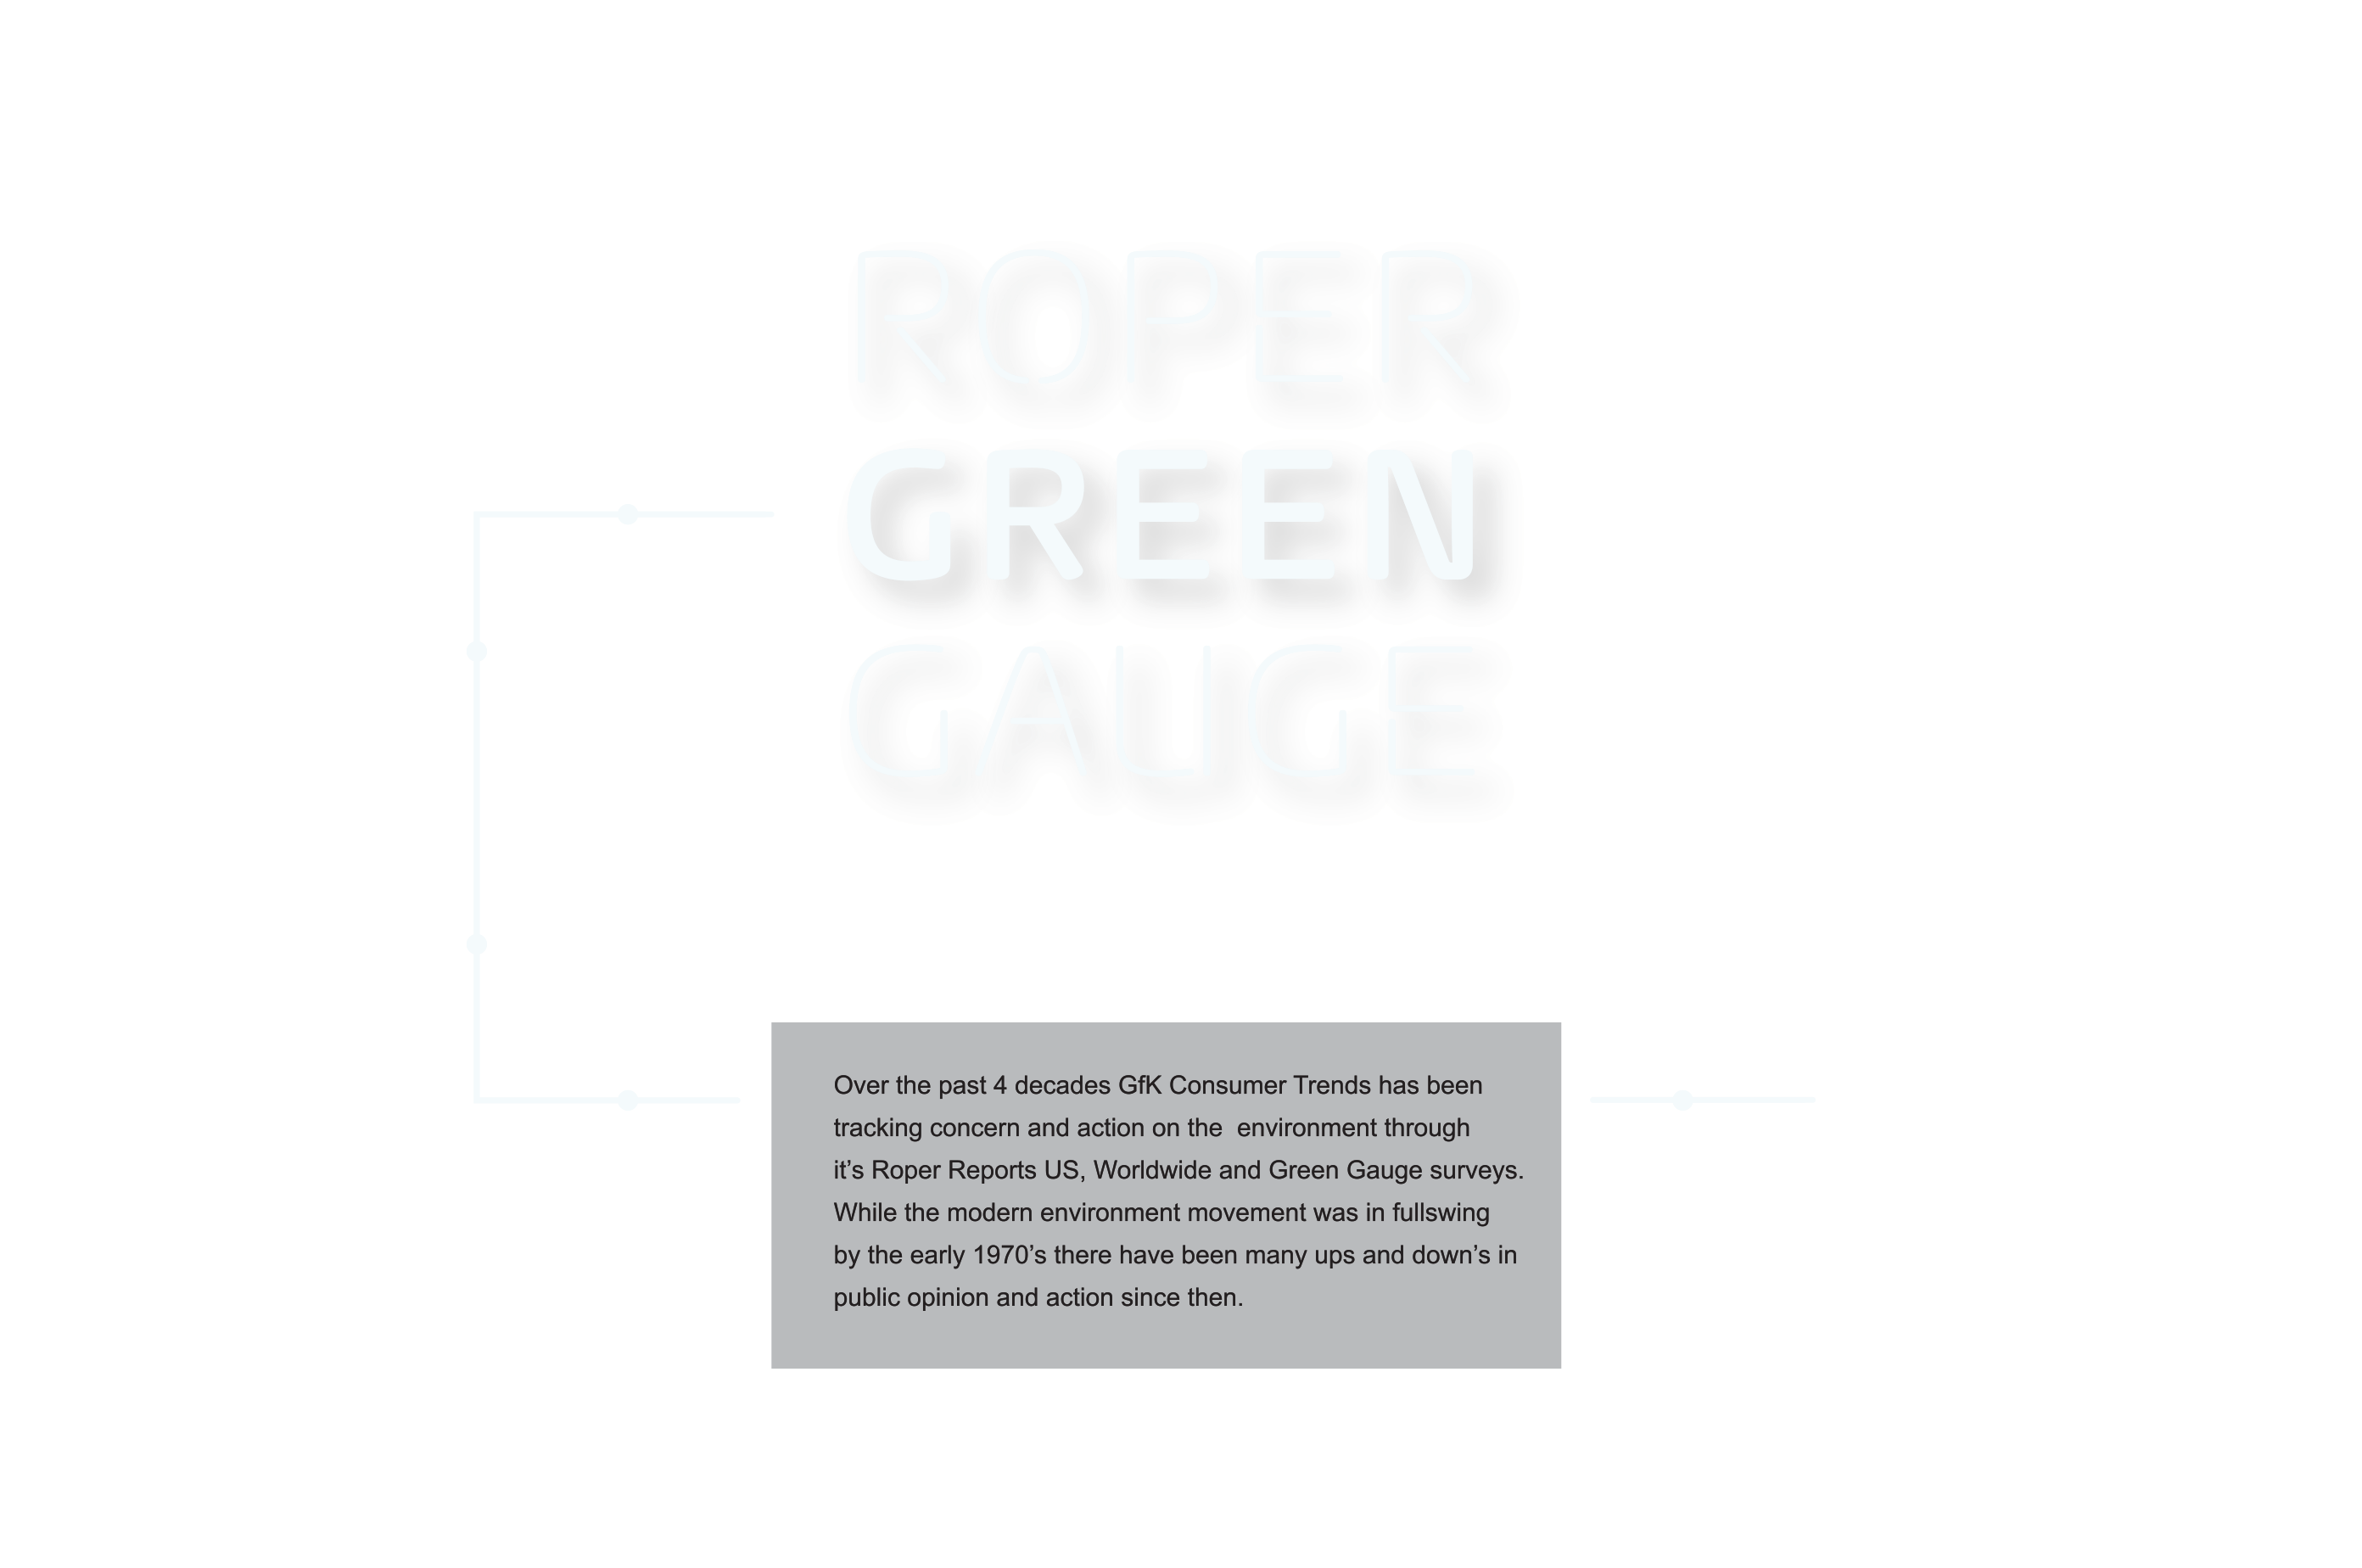 ROPER
GREEN
GAUGE
Over the past 4 decades GfK Consumer Trends has been
tracking concern and action on the  environment through
it’s Roper Reports US, Worldwide and Green Gauge surveys.
While the modern environment movement was in fullswing
by the early 1970’s there have been many ups and down’s in
public opinion and action since then.